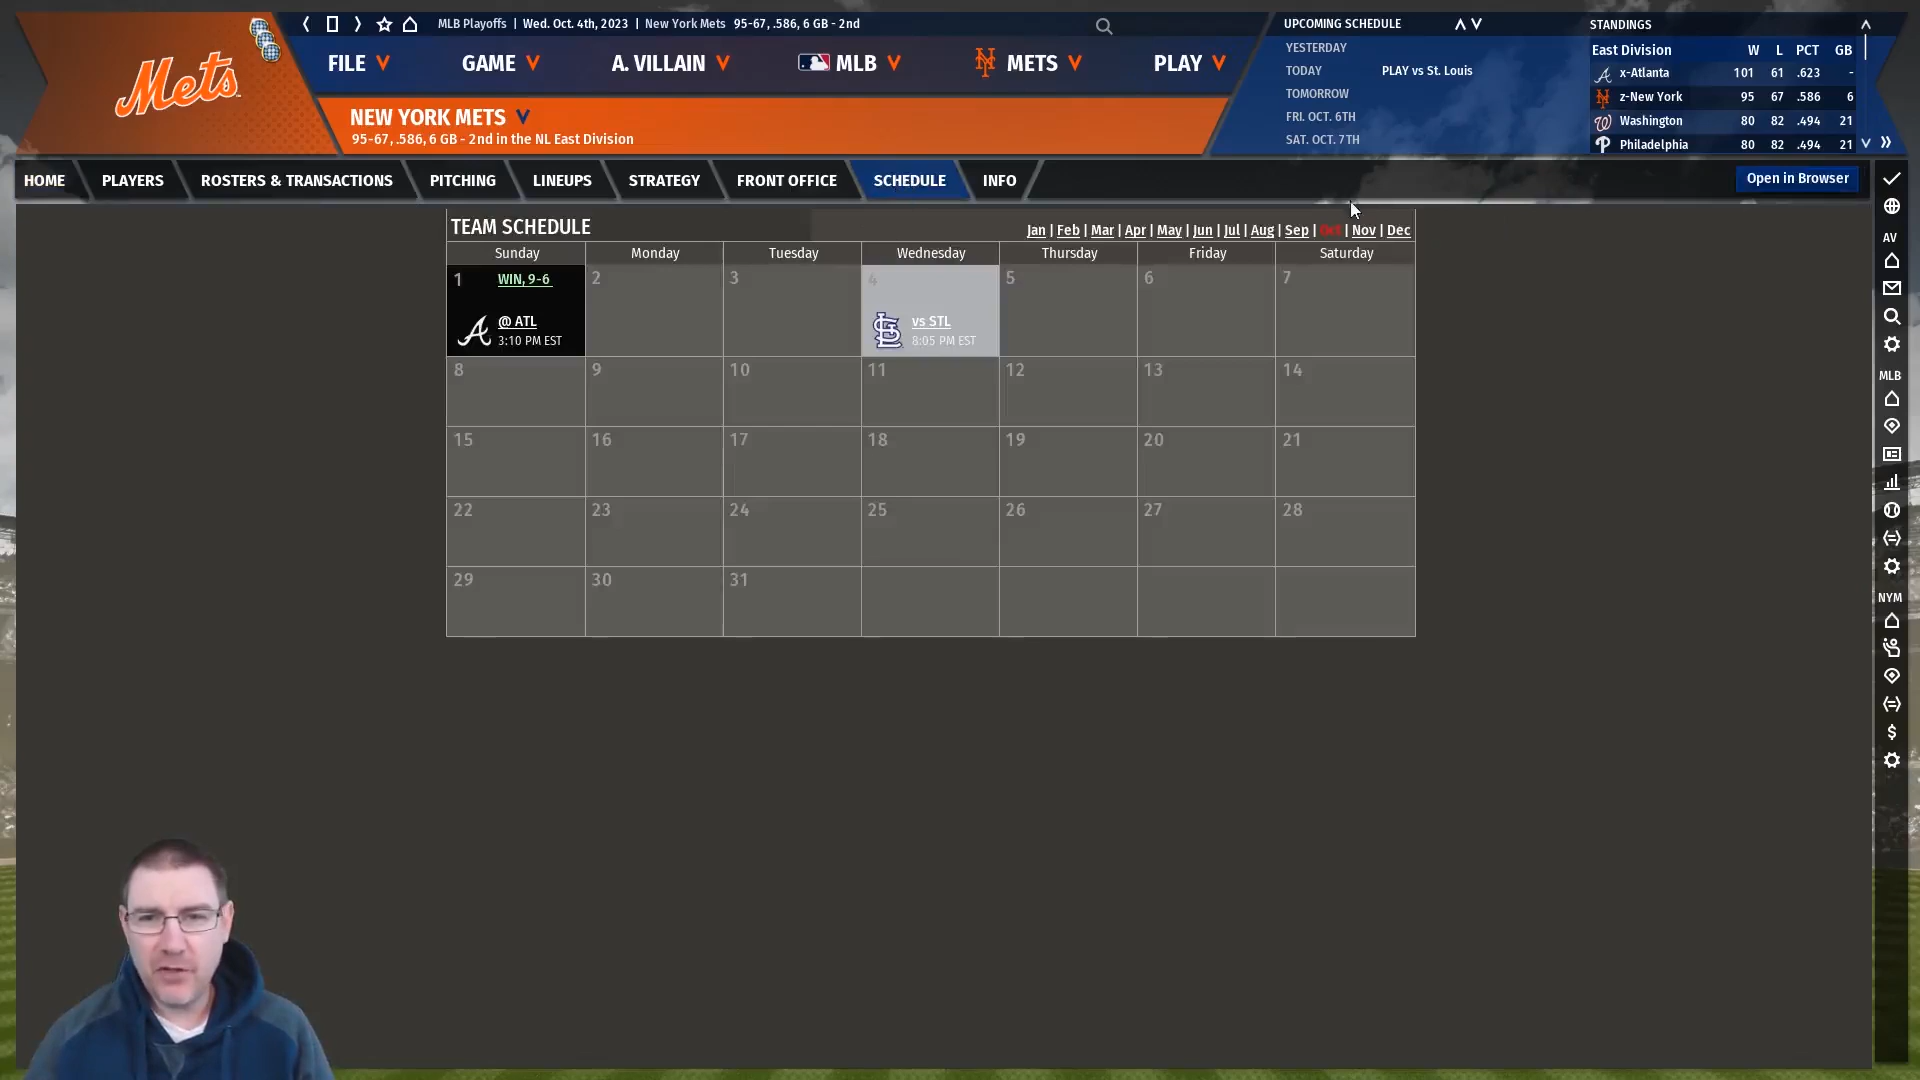 Mets
MLB Playoffs | Wed. Oct. 4th, 2023 | New York Mets 95-67, .586, 6 GB - 2nd
FILE GAME A. VILLAIN MLB METS PLAY
NEW YORK METS
95-67, .586, 6 GB - 2nd in the NL East Division
UPCOMING SCHEDULE
YESTERDAY
TODAY PLAY vs St. Louis
TOMORROW
FRI. OCT. 6TH
SAT. OCT. 7TH
STANDINGS
East Division W L PCT GB
x-Atlanta 101 61 .623 -
z-New York 95 67 .586 6
Washington 80 82 .494 21
Philadelphia 80 82 .494 21
HOME PLAYERS ROSTERS & TRANSACTIONS PITCHING LINEUPS STRATEGY FRONT OFFICE SCHEDULE INFO Open in Browser
TEAM SCHEDULE Jan | Feb | Mar | Apr | May | Jun | Jul | Aug | Sep | Oct | Nov | Dec
Sunday Monday Tuesday Wednesday Thursday Friday Saturday
1 WIN, 9-6 2 3 4 5 6 7
@ ATL vs STL
3:10 PM EST 8:05 PM EST
8 9 10 11 12 13 14
15 16 17 18 19 20 21
22 23 24 25 26 27 28
29 30 31
AV
MLB
NYM